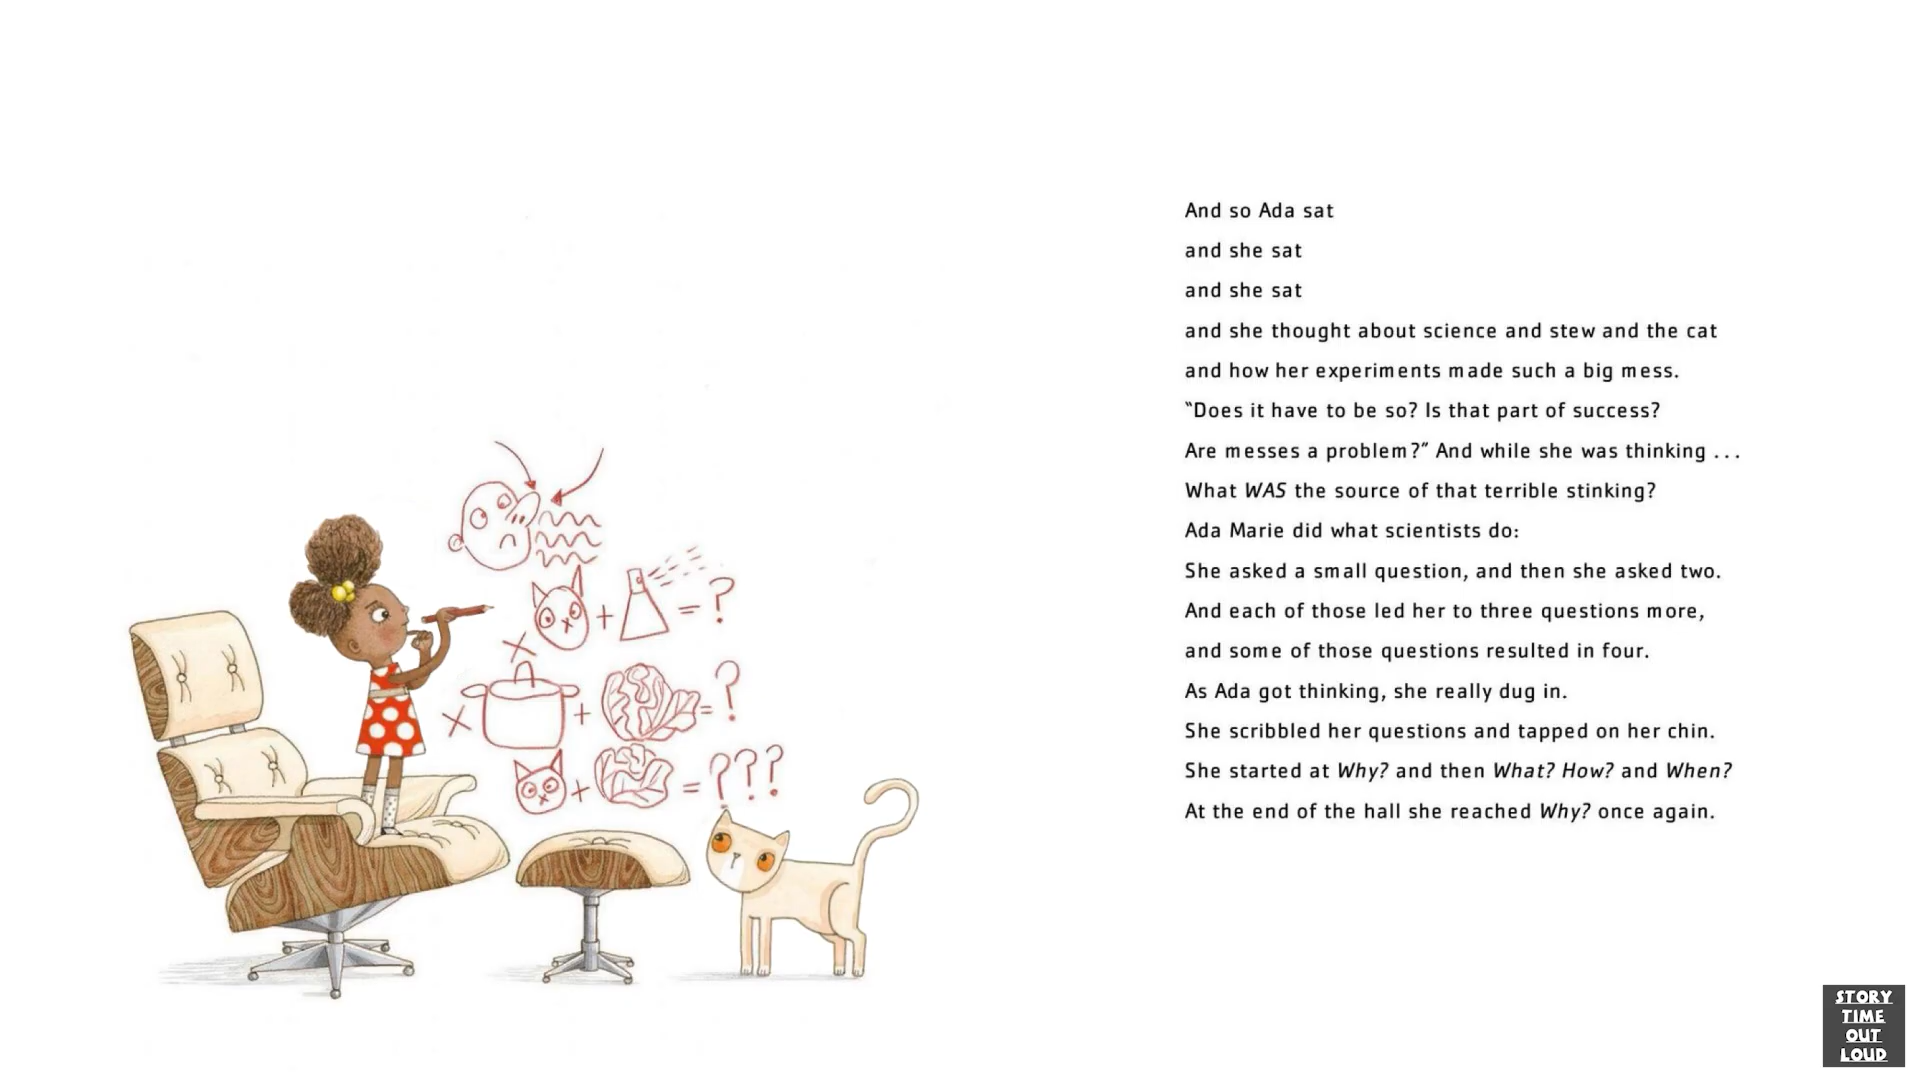 And so Ada sat
and she sat
and she sat
and she thought about science and stew and the cat
and how her experiments made such a big mess.
“Does it have to be so? Is that part of success?
Are messes a problem?” And while she was thinking . . .
What WAS the source of that terrible stinking?
Ada Marie did what scientists do:
She asked a small question, and then she asked two.
And each of those led her to three questions more,
and some of those questions resulted in four.
As Ada got thinking, she really dug in.
She scribbled her questions and tapped on her chin.
She started at Why? and then What? How? and When?
At the end of the hall she reached Why? once again.
+ = ?
+ = ?
+ = ???
STORY
TIME
OUT
LOUD